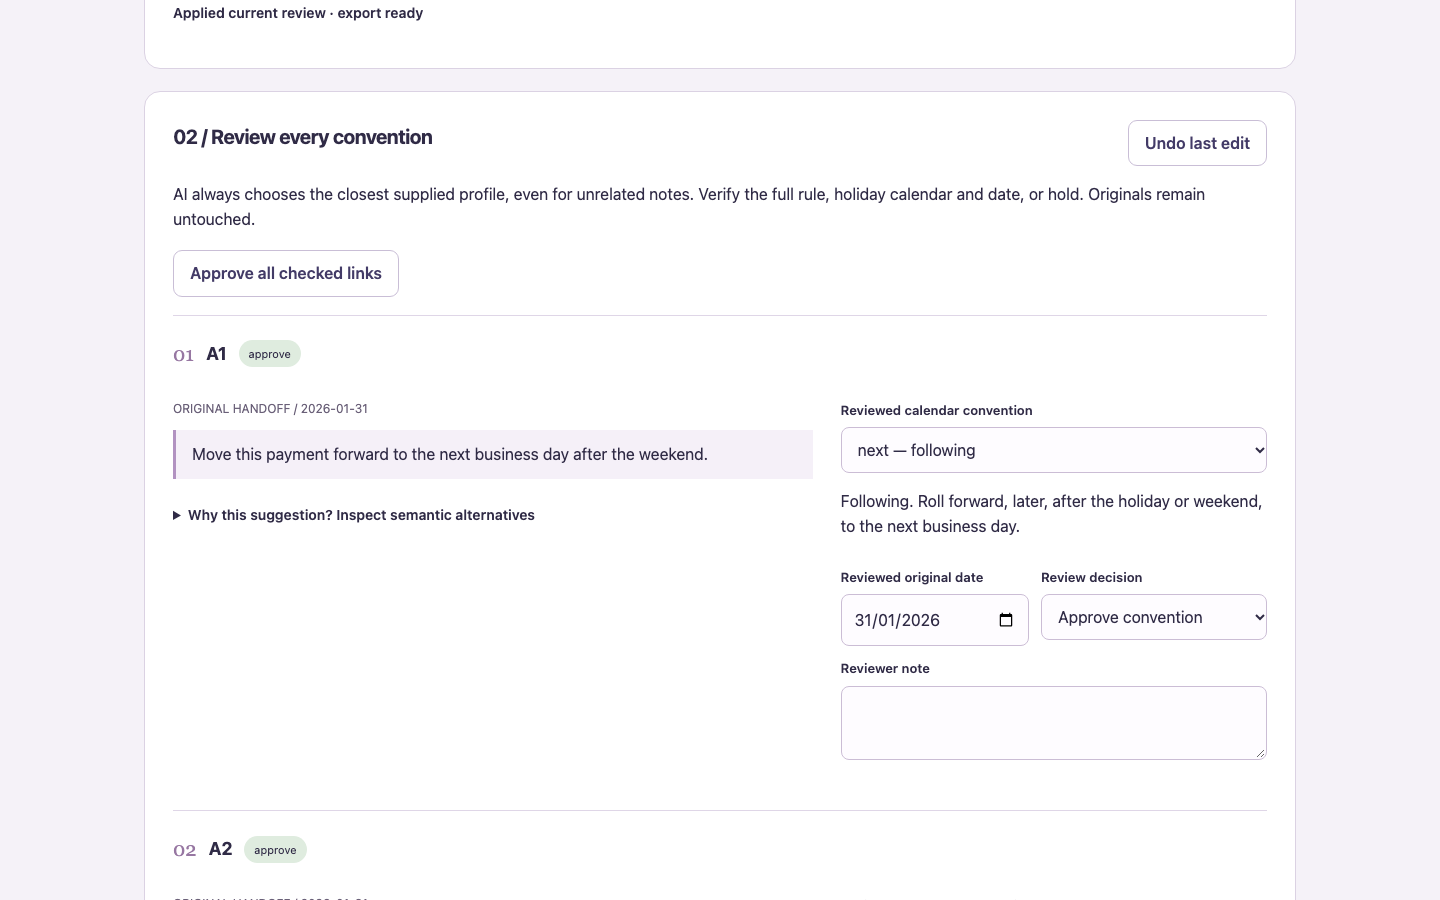 Applied current review · export ready
02 / Review every convention
Undo last edit
AI always chooses the closest supplied profile, even for unrelated notes. Verify the full rule, holiday calendar and date, or hold. Originals remain
untouched.
Approve all checked links
01 A1 approve
ORIGINAL HANDOFF / 2026-01-31
Move this payment forward to the next business day after the weekend.
Why this suggestion? Inspect semantic alternatives
Reviewed calendar convention
next — following
Following. Roll forward, later, after the holiday or weekend,
to the next business day.
Reviewed original date
31/01/2026
Review decision
Approve convention
Reviewer note
02 A2 approve